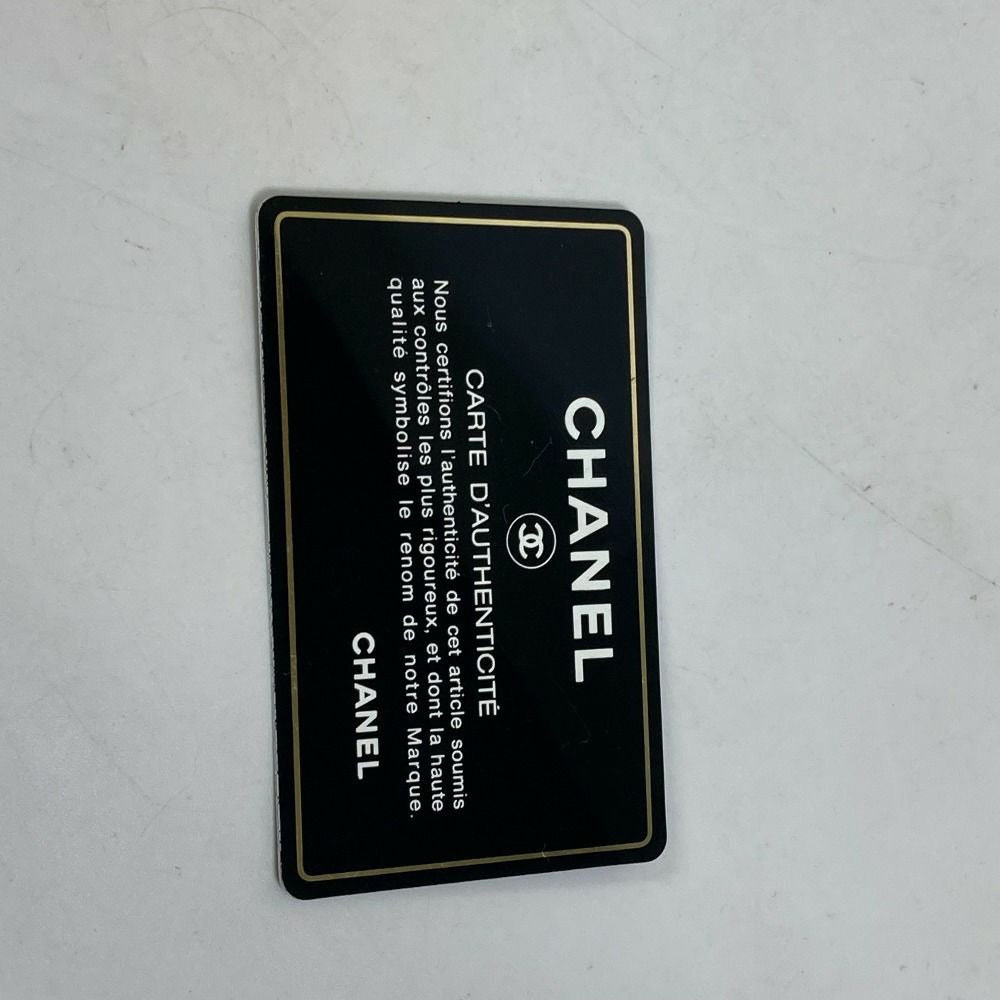 CHANEL
CARTE D'AUTHENTICITÉ
Nous certifions l'authenticité de cet article soumis
aux contrôles les plus rigoureux, et dont la haute
qualité symbolise le renom de notre Marque.
CHANEL